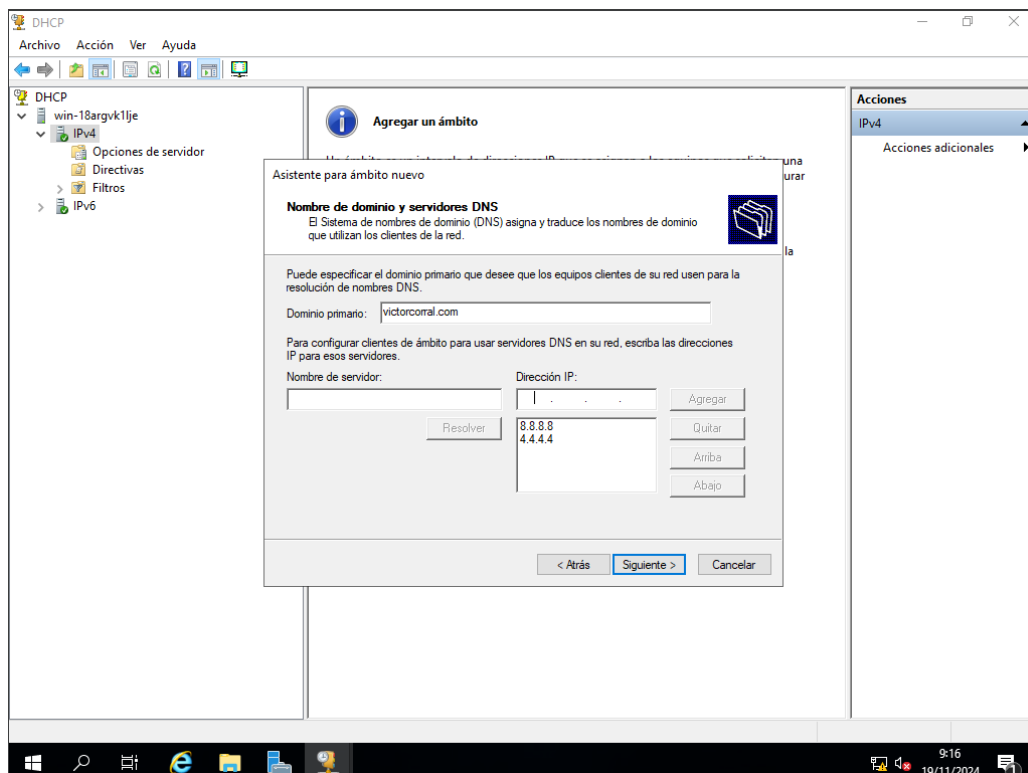 DHCP
Archivo Acción Ver Ayuda
DHCP
win-18argvk1lje
IPv4
Opciones de servidor
Directivas
Filtros
IPv6
Agregar un ámbito
una
urar
la
Asistente para ámbito nuevo
Nombre de dominio y servidores DNS
El Sistema de nombres de dominio (DNS) asigna y traduce los nombres de dominio
que utilizan los clientes de la red.
Puede especificar el dominio primario que desee que los equipos clientes de su red usen para la
resolución de nombres DNS.
Dominio primario: victorcorral.com
Para configurar clientes de ámbito para usar servidores DNS en su red, escriba las direcciones
IP para esos servidores.
Nombre de servidor: Dirección IP:
. . . Agregar
Resolver
8.8.8.8 Quitar
4.4.4.4
Arriba
Abajo
< Atrás Siguiente > Cancelar
Acciones
IPv4
Acciones adicionales
9:16
19/11/2024